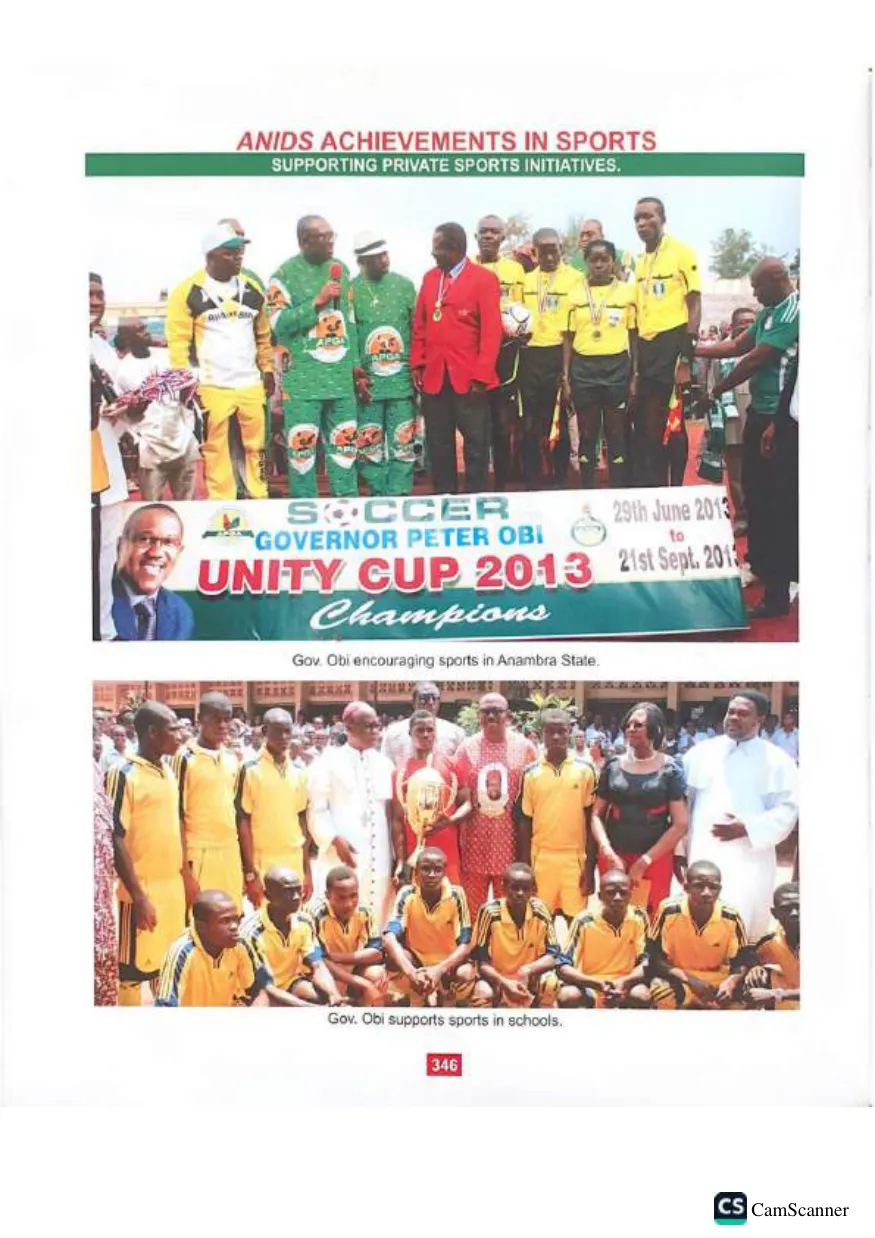 ANIDS ACHIEVEMENTS IN SPORTS
SUPPORTING PRIVATE SPORTS INITIATIVES.
APGA
APGA
SOCCER
GOVERNOR PETER OBI
UNITY CUP 2013
Champions
29th June 2013
to
21st Sept. 2013
Gov. Obi encouraging sports in Anambra State.
Gov. Obi supports sports in schools.
346
CS CamScanner